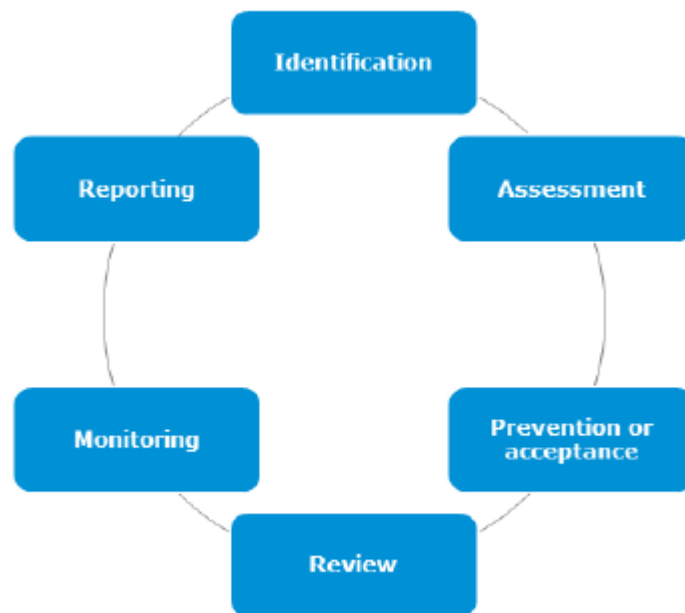 Identification
Reporting
Assessment
Monitoring
Prevention or
acceptance
Review